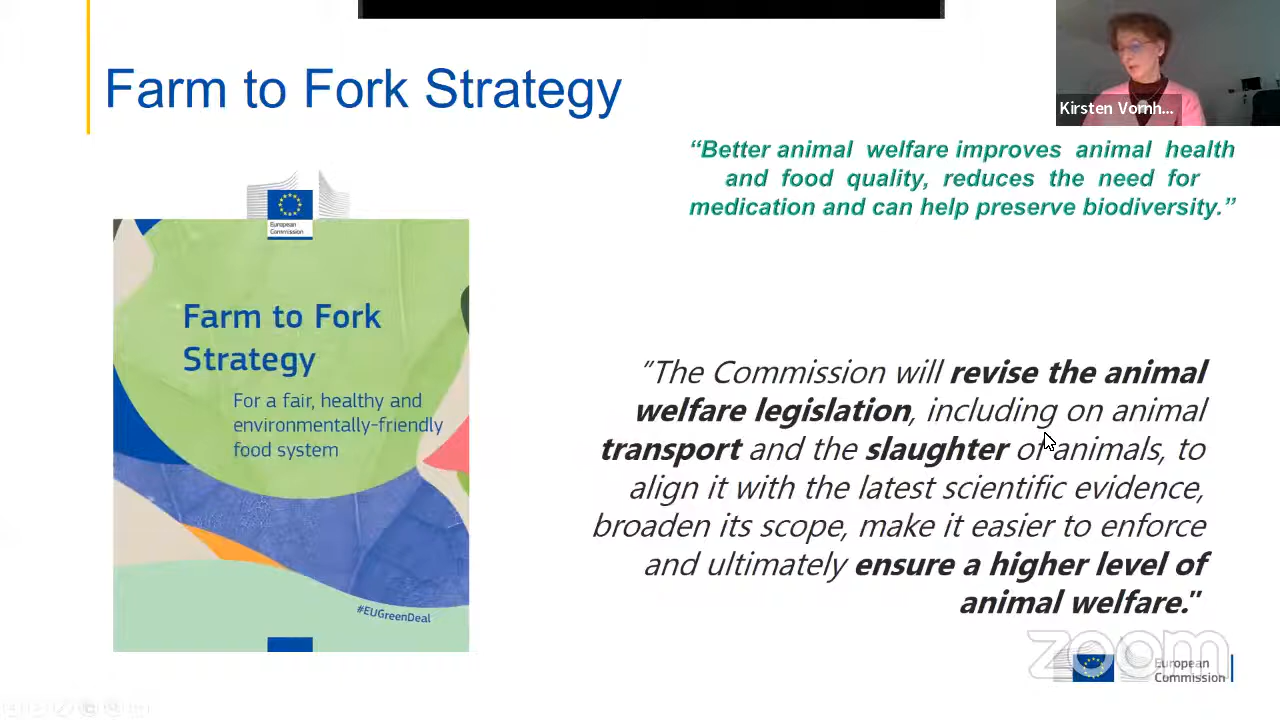 Farm to Fork Strategy
Kirsten Vornh...
“Better animal welfare improves animal health
and food quality, reduces the need for
medication and can help preserve biodiversity.”
European
Commission
Farm to Fork
Strategy
For a fair, healthy and
environmentally-friendly
food system
#EUGreenDeal
“The Commission will revise the animal
welfare legislation, including on animal
transport and the slaughter of animals, to
align it with the latest scientific evidence,
broaden its scope, make it easier to enforce
and ultimately ensure a higher level of
animal welfare."
zoom
European
Commission